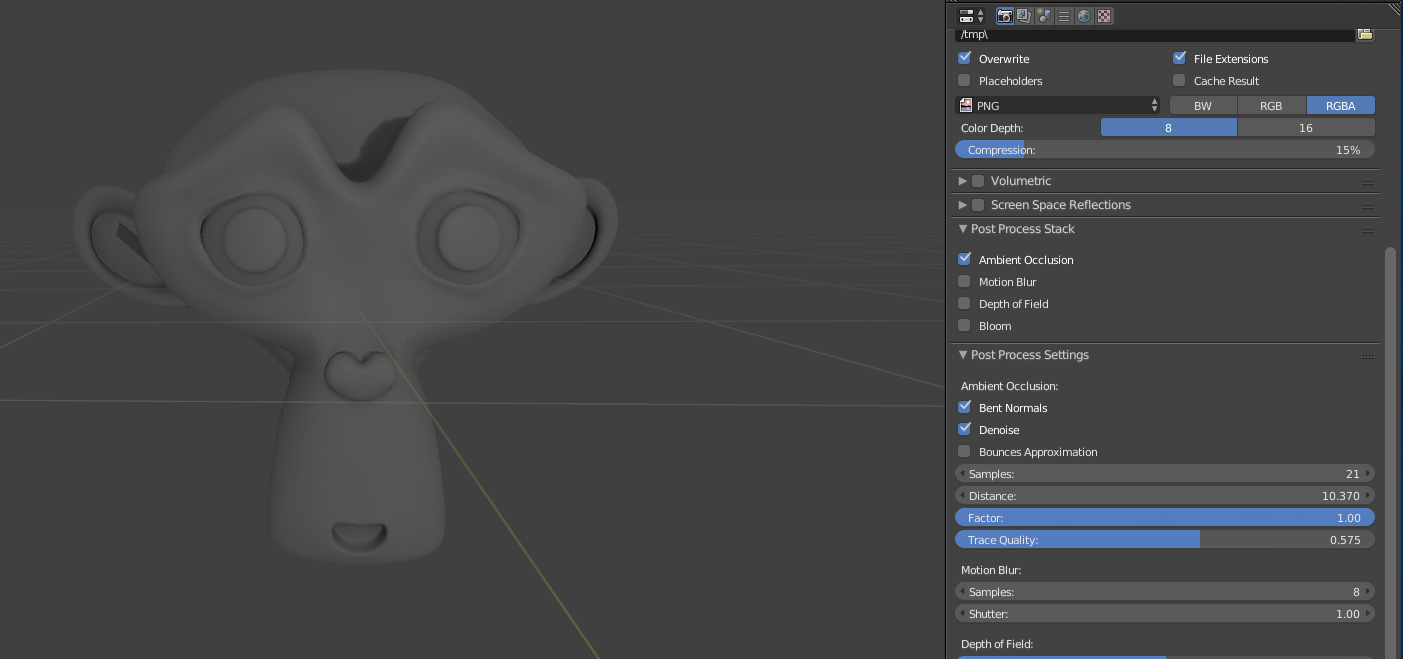 /tmp\
Overwrite File Extensions
Placeholders Cache Result
PNG BW RGB RGBA
Color Depth: 8 16
Compression: 15%
Volumetric
Screen Space Reflections
Post Process Stack
Ambient Occlusion
Motion Blur
Depth of Field
Bloom
Post Process Settings
Ambient Occlusion:
Bent Normals
Denoise
Bounces Approximation
Samples: 21
Distance: 10.370
Factor: 1.00
Trace Quality: 0.575
Motion Blur:
Samples: 8
Shutter: 1.00
Depth of Field: